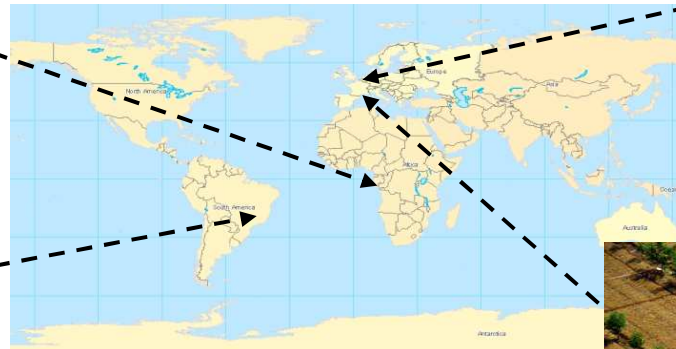 North America
Europe
Asia
Africa
South America
Australia
Antarctica